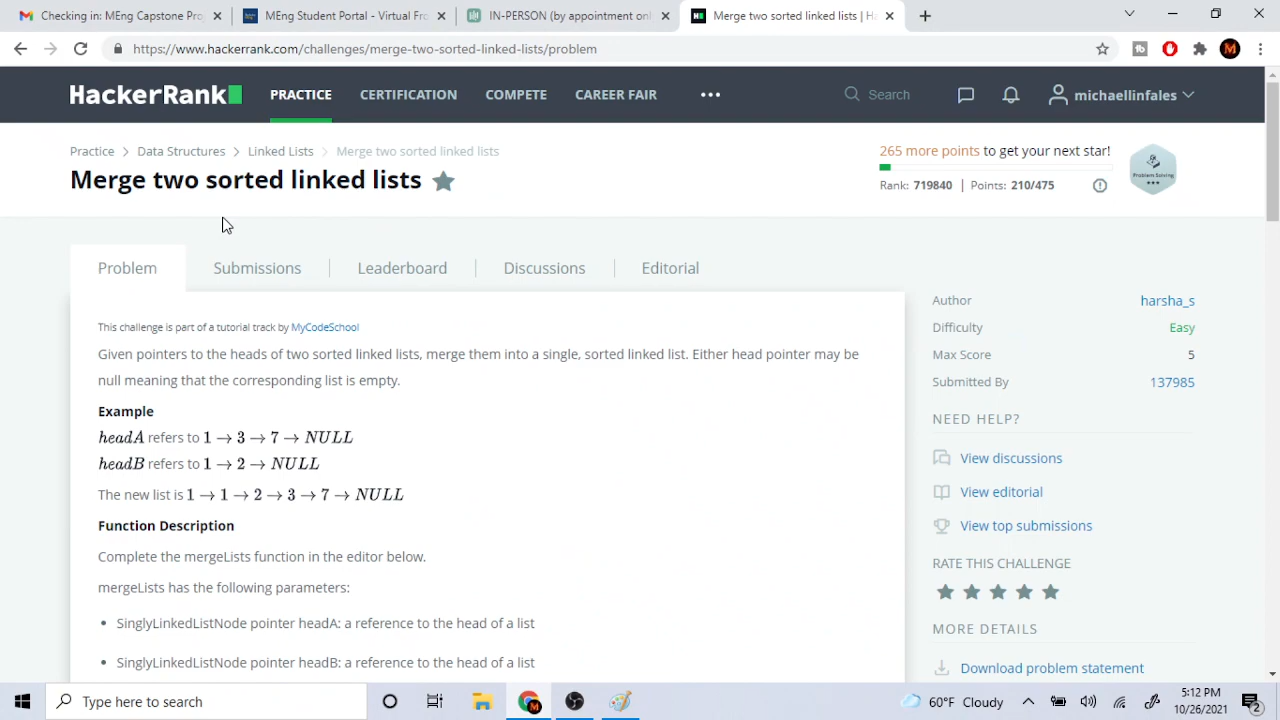 Checking in: MEng Capstone Pro
MEng Student Portal - Virtual Fro
IN-PERSON (by appointment onl
Merge two sorted linked lists | Ha
https://www.hackerrank.com/challenges/merge-two-sorted-linked-lists/problem
HackerRank
PRACTICE
CERTIFICATION
COMPETE
CAREER FAIR
Search
michaellinfales
Practice > Data Structures > Linked Lists > Merge two sorted linked lists
Merge two sorted linked lists
265 more points to get your next star!
Rank: 719840 | Points: 210/475
Problem Solving
Problem
Submissions
Leaderboard
Discussions
Editorial
This challenge is part of a tutorial track by MyCodeSchool
Given pointers to the heads of two sorted linked lists, merge them into a single, sorted linked list. Either head pointer may be
null meaning that the corresponding list is empty.
Example
headA refers to 1 → 3 → 7 → NULL
headB refers to 1 → 2 → NULL
The new list is 1 → 1 → 2 → 3 → 7 → NULL
Function Description
Complete the mergeLists function in the editor below.
mergeLists has the following parameters:
• SinglyLinkedListNode pointer headA: a reference to the head of a list
• SinglyLinkedListNode pointer headB: a reference to the head of a list
Author harsha_s
Difficulty Easy
Max Score 5
Submitted By 137985
NEED HELP?
View discussions
View editorial
View top submissions
RATE THIS CHALLENGE
MORE DETAILS
Download problem statement
Type here to search
60°F Cloudy
5:12 PM
10/26/2021
2